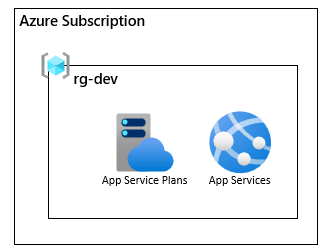 Azure Subscription
rg-dev
App Service Plans
App Services